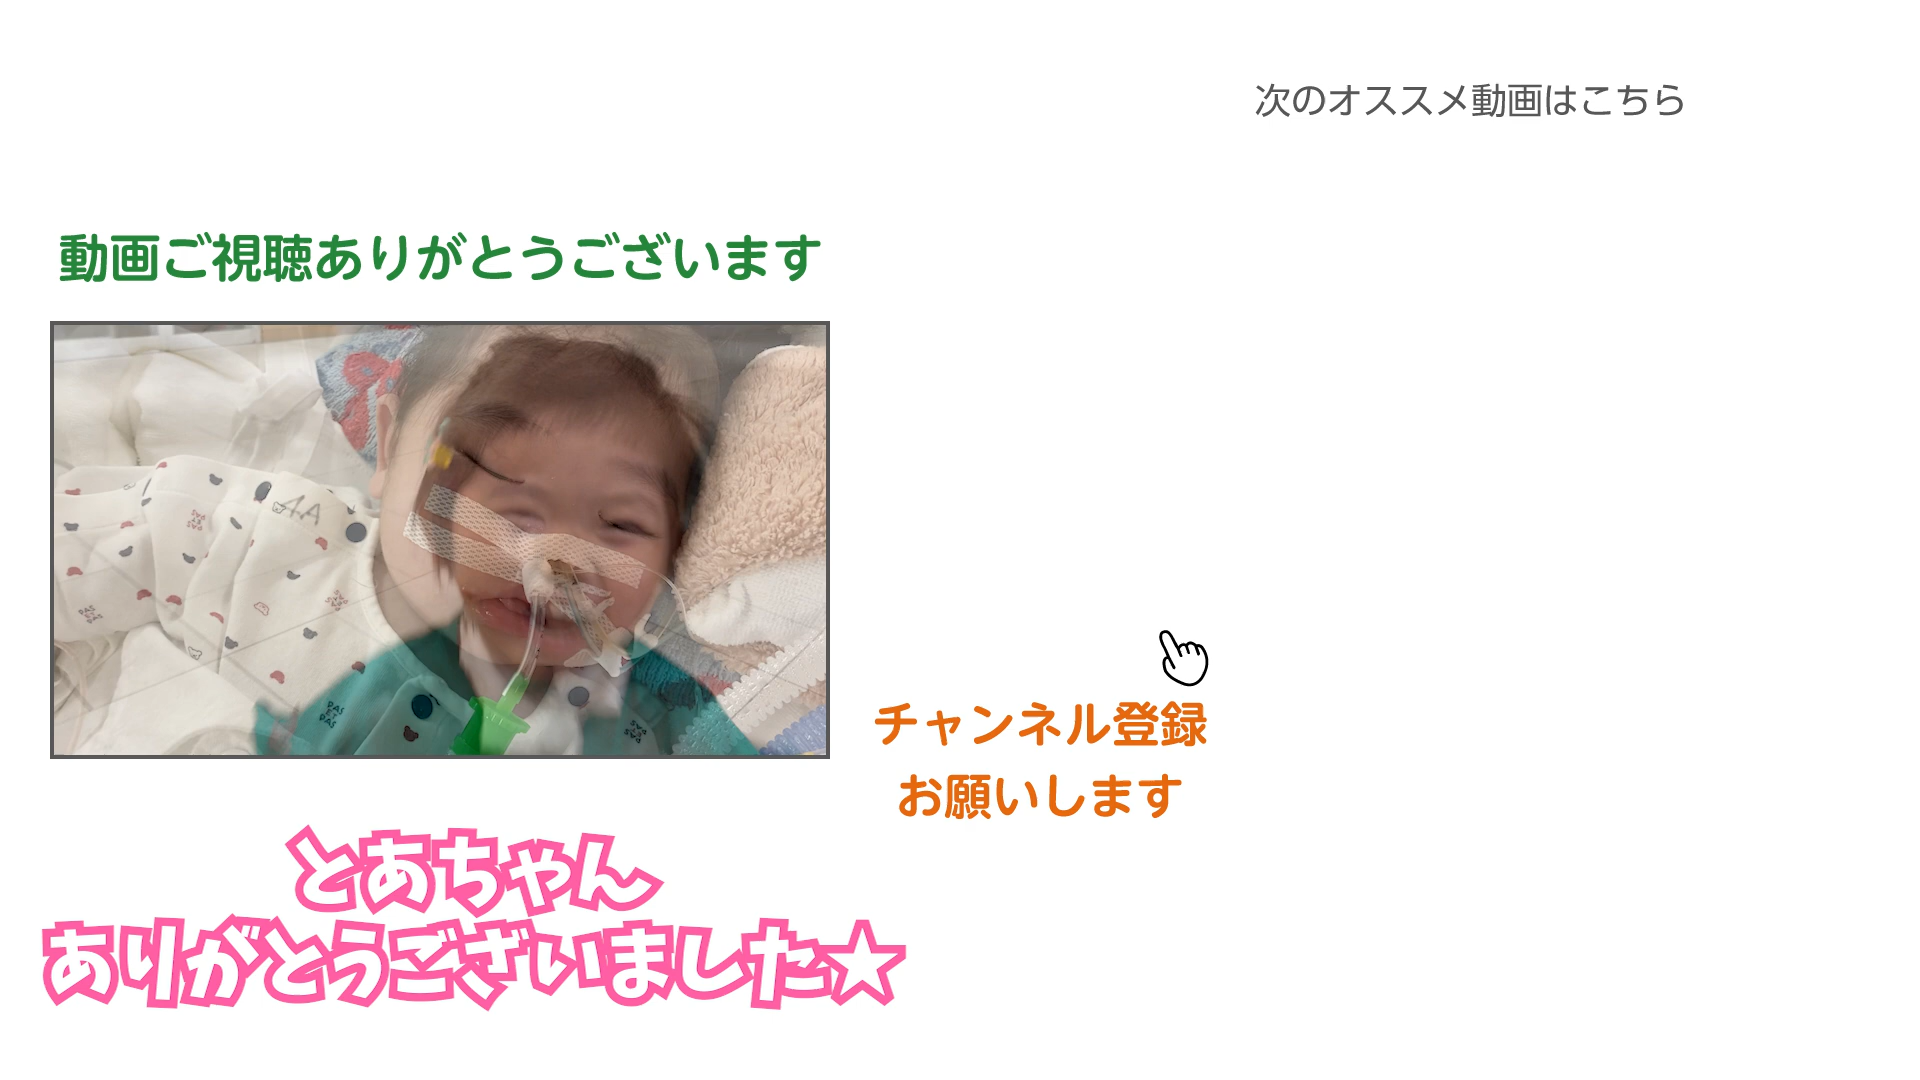 次のオススメ動画はこちら
動画ご視聴ありがとうございます
チャンネル登録
お願いします
とあちゃん
ありがとうございました★